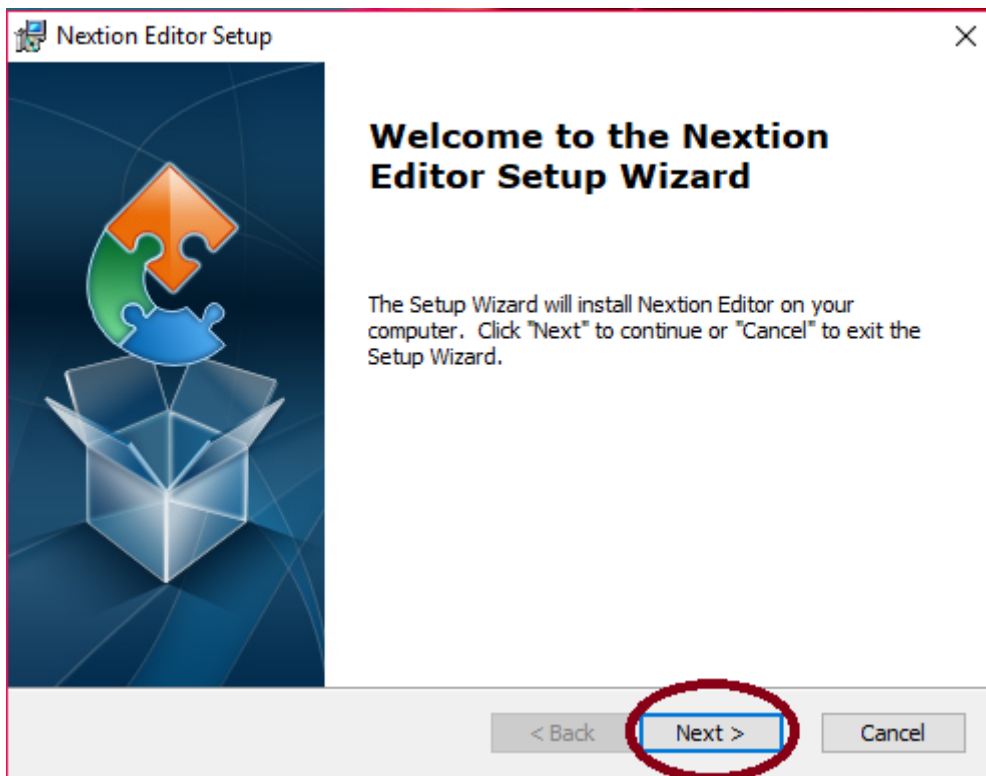 Nextion Editor Setup
Welcome to the Nextion
Editor Setup Wizard
The Setup Wizard will install Nextion Editor on your
computer.  Click "Next" to continue or "Cancel" to exit the
Setup Wizard.
< Back Next > Cancel